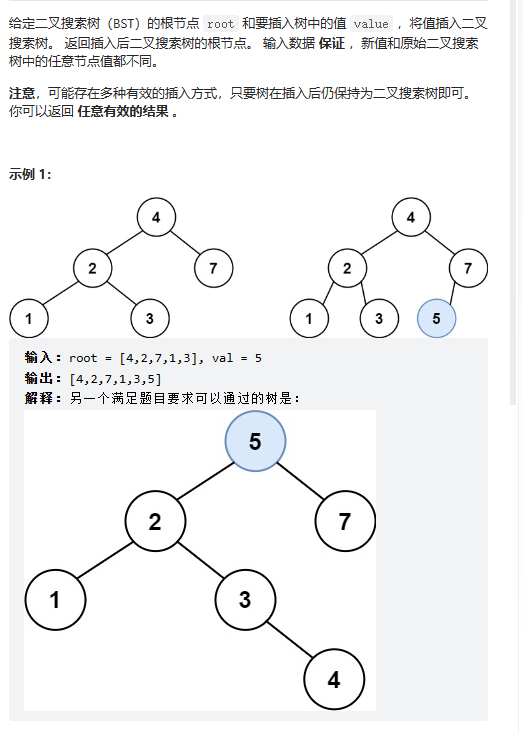 给定二叉搜索树（BST）的根节点 root 和要插入树中的值 value ，将值插入二叉
搜索树。 返回插入后二叉搜索树的根节点。 输入数据 保证 ，新值和原始二叉搜索
树中的任意节点值都不同。
注意，可能存在多种有效的插入方式，只要树在插入后仍保持为二叉搜索树即可。
你可以返回 任意有效的结果 。
示例 1：
4
4
2
7
2
7
1
3
1
3
5
输入：root = [4,2,7,1,3], val = 5
输出：[4,2,7,1,3,5]
解释：另一个满足题目要求可以通过的树是：
5
2
7
1
3
4